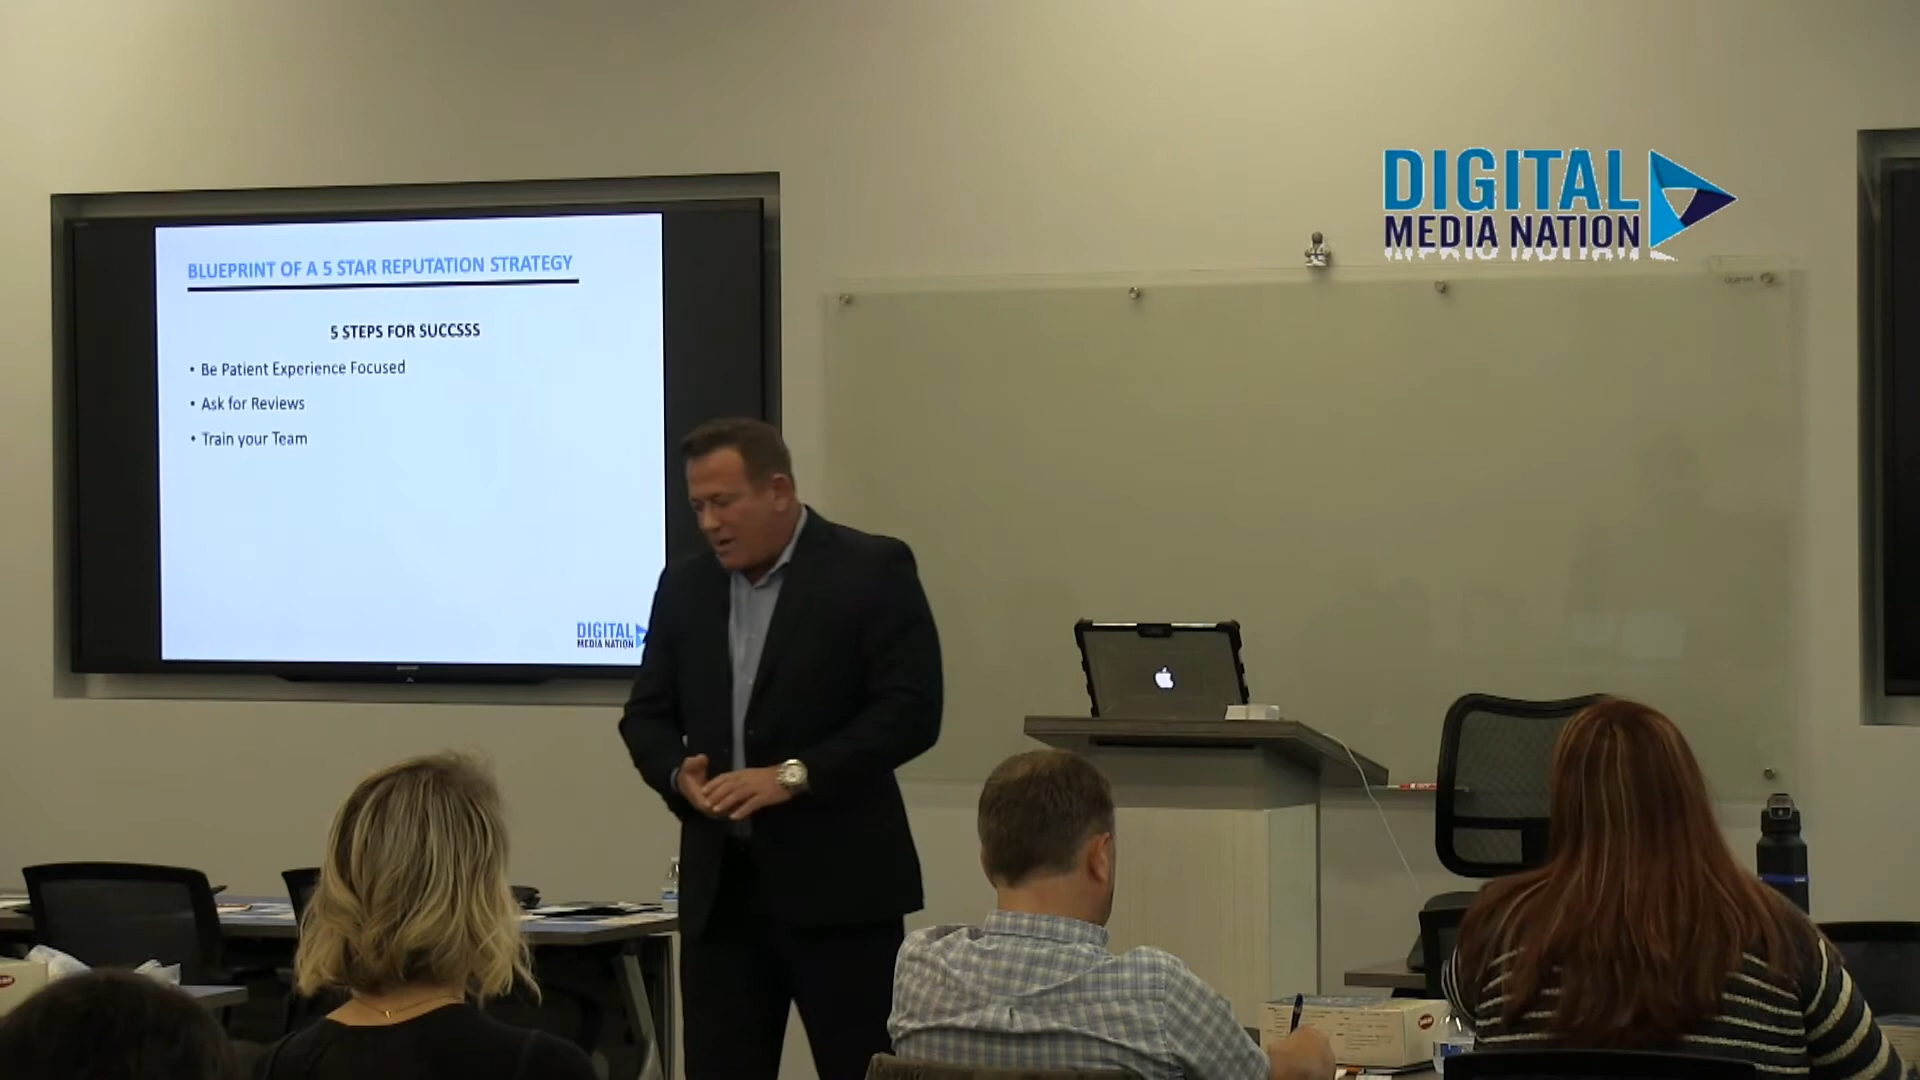 DIGITAL
MEDIA NATION
BLUEPRINT OF A 5 STAR REPUTATION STRATEGY
5 STEPS FOR SUCCSSS
• Be Patient Experience Focused
• Ask for Reviews
• Train your Team
DIGITAL
MEDIA NATION